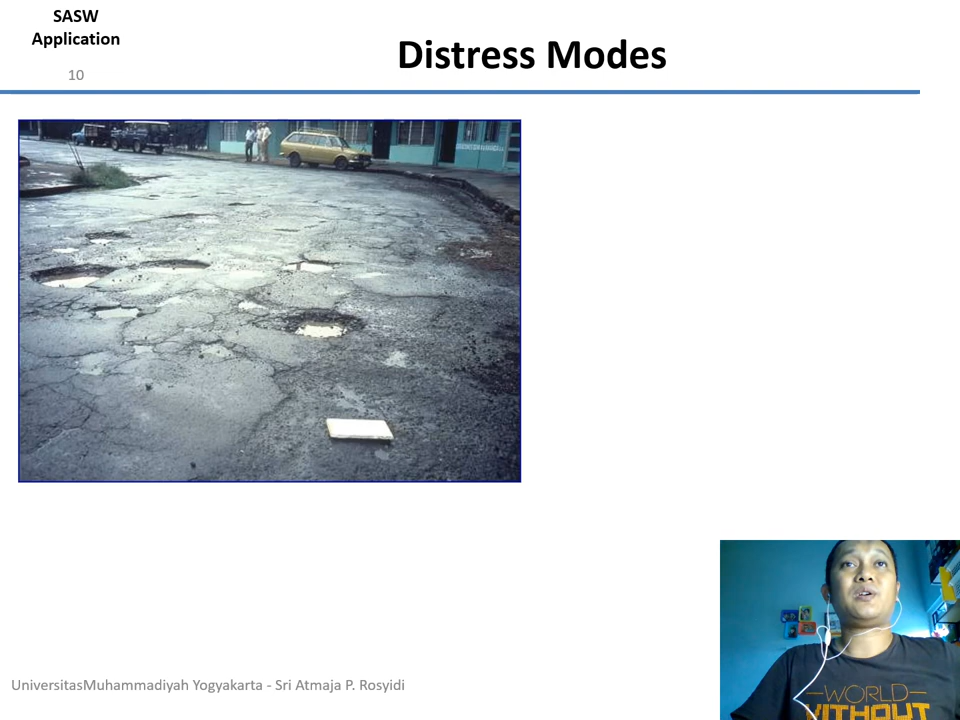 SASW
Application
10
Distress Modes
UniversitasMuhammadiyah Yogyakarta - Sri Atmaja P. Rosyidi
WORLD
WITHOUT